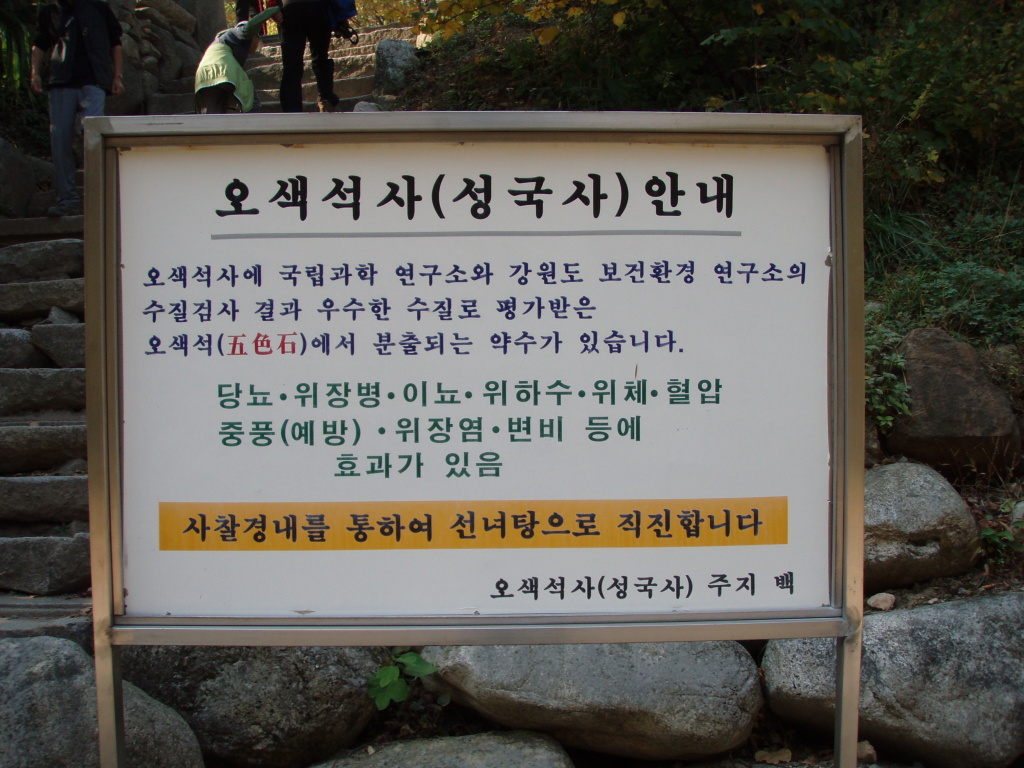 오색석사(성국사)안내
오색석사에 국립과학 연구소와 강원도 보건환경 연구소의
수질검사 결과 우수한 수질로 평가받은
오색석(五色石)에서 분출되는 약수가 있습니다.
당뇨·위장병·이뇨·위하수·위체·혈압
중풍(예방)·위장염·변비 등에
효과가 있음
사찰경내를 통하여 선녀탕으로 직진합니다
오색석사(성국사) 주지 백